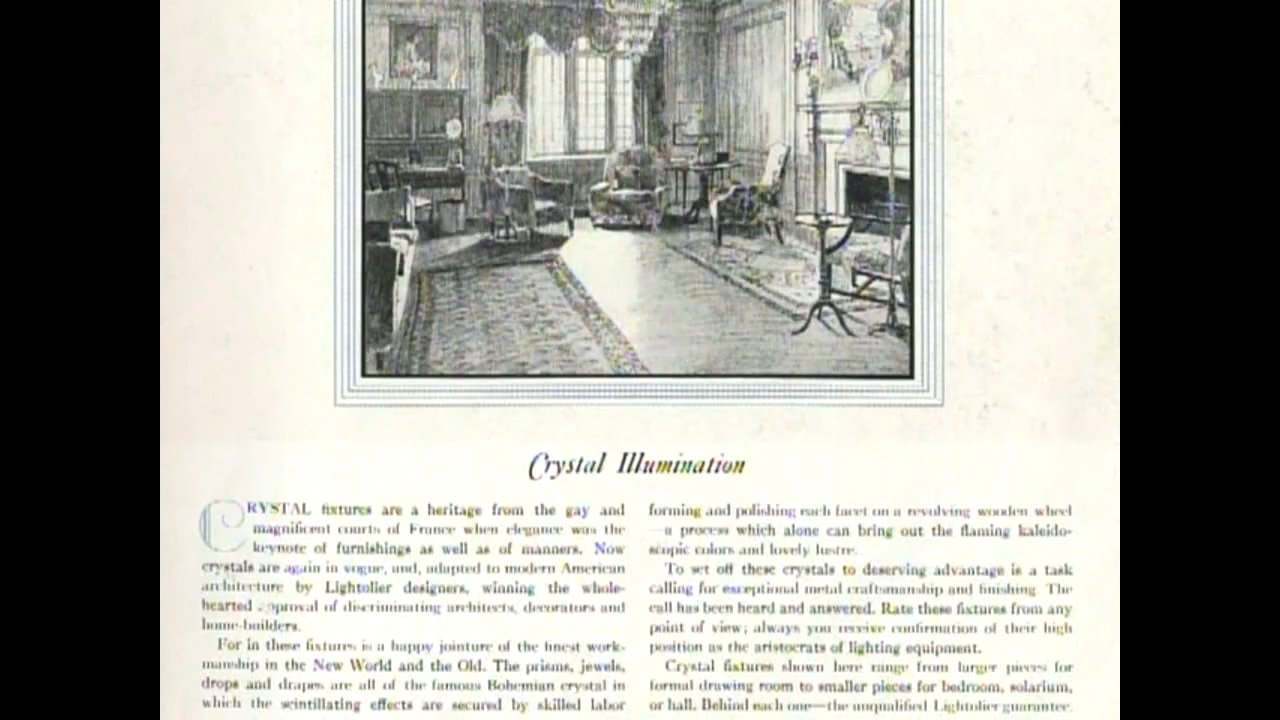 Crystal Illumination
CRYSTAL fixtures are a heritage from the gay and
magnificent courts of France when elegance was the
keynote of furnishings as well as of manners. Now
crystals are again in vogue, and, adapted to modern American
architecture by Lightolier designers, winning the whole-
hearted approval of discriminating architects, decorators and
home-builders.
For in these fixtures is a happy jointure of the finest work-
manship in the New World and the Old. The prisms, jewels,
drops and drapes are all of the famous Bohemian crystal in
which the scintillating effects are secured by skilled labor
forming and polishing each facet on a revolving wooden wheel
—a process which alone can bring out the flaming kaleido-
scopic colors and lovely lustre.
To set off these crystals to deserving advantage is a task
calling for exceptional metal craftsmanship and finishing. The
call has been heard and answered. Rate these fixtures from any
point of view; always you receive confirmation of their high
position as the aristocrats of lighting equipment.
Crystal fixtures shown here range from larger pieces for
formal drawing room to smaller pieces for bedroom, solarium,
or hall. Behind each one—the unqualified Lightolier guarantee.